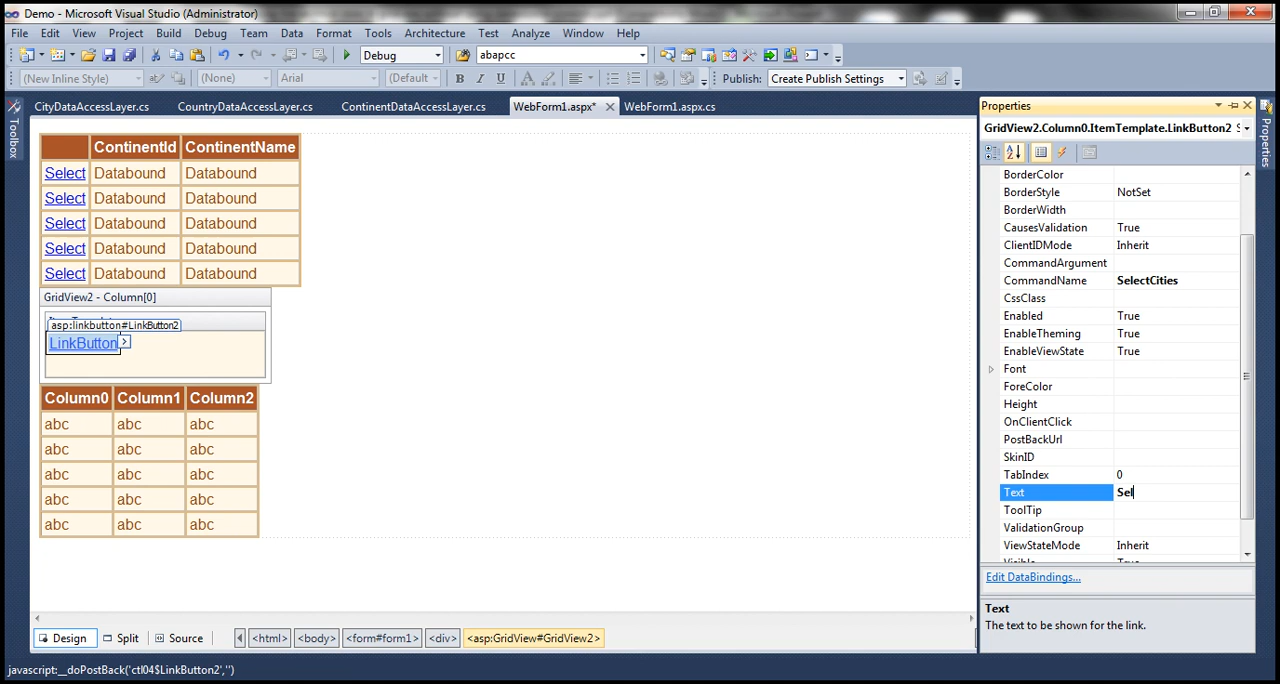 Demo - Microsoft Visual Studio (Administrator)
File Edit View Project Build Debug Team Data Format Tools Architecture Test Analyze Window Help
Debug abapcc
(New Inline Style) (None) Arial (Default B I U A Publish: Create Publish Settings
CityDataAccessLayer.cs CountryDataAccessLayer.cs ContinentDataAccessLayer.cs WebForm1.aspx* WebForm1.aspx.cs
Toolbox
ContinentId ContinentName
Select Databound Databound
Select Databound Databound
Select Databound Databound
Select Databound Databound
Select Databound Databound
GridView2 - Column[0]
asp:linkbutton#LinkButton2
LinkButton
Column0 Column1 Column2
abc abc abc
abc abc abc
abc abc abc
abc abc abc
abc abc abc
Design Split Source <html> <body> <form#form1> <div> <asp:GridView#GridView2>
javascript:__doPostBack('ctl04$LinkButton2','')
Properties
GridView2.Column0.ItemTemplate.LinkButton2 S
BorderColor
BorderStyle NotSet
BorderWidth
CausesValidation True
ClientIDMode Inherit
CommandArgument
CommandName SelectCities
CssClass
Enabled True
EnableTheming True
EnableViewState True
Font
ForeColor
Height
OnClientClick
PostBackUrl
SkinID
TabIndex 0
Text Sel
ToolTip
ValidationGroup
ViewStateMode Inherit
Visible True
Edit DataBindings...
Text
The text to be shown for the link.
Properties